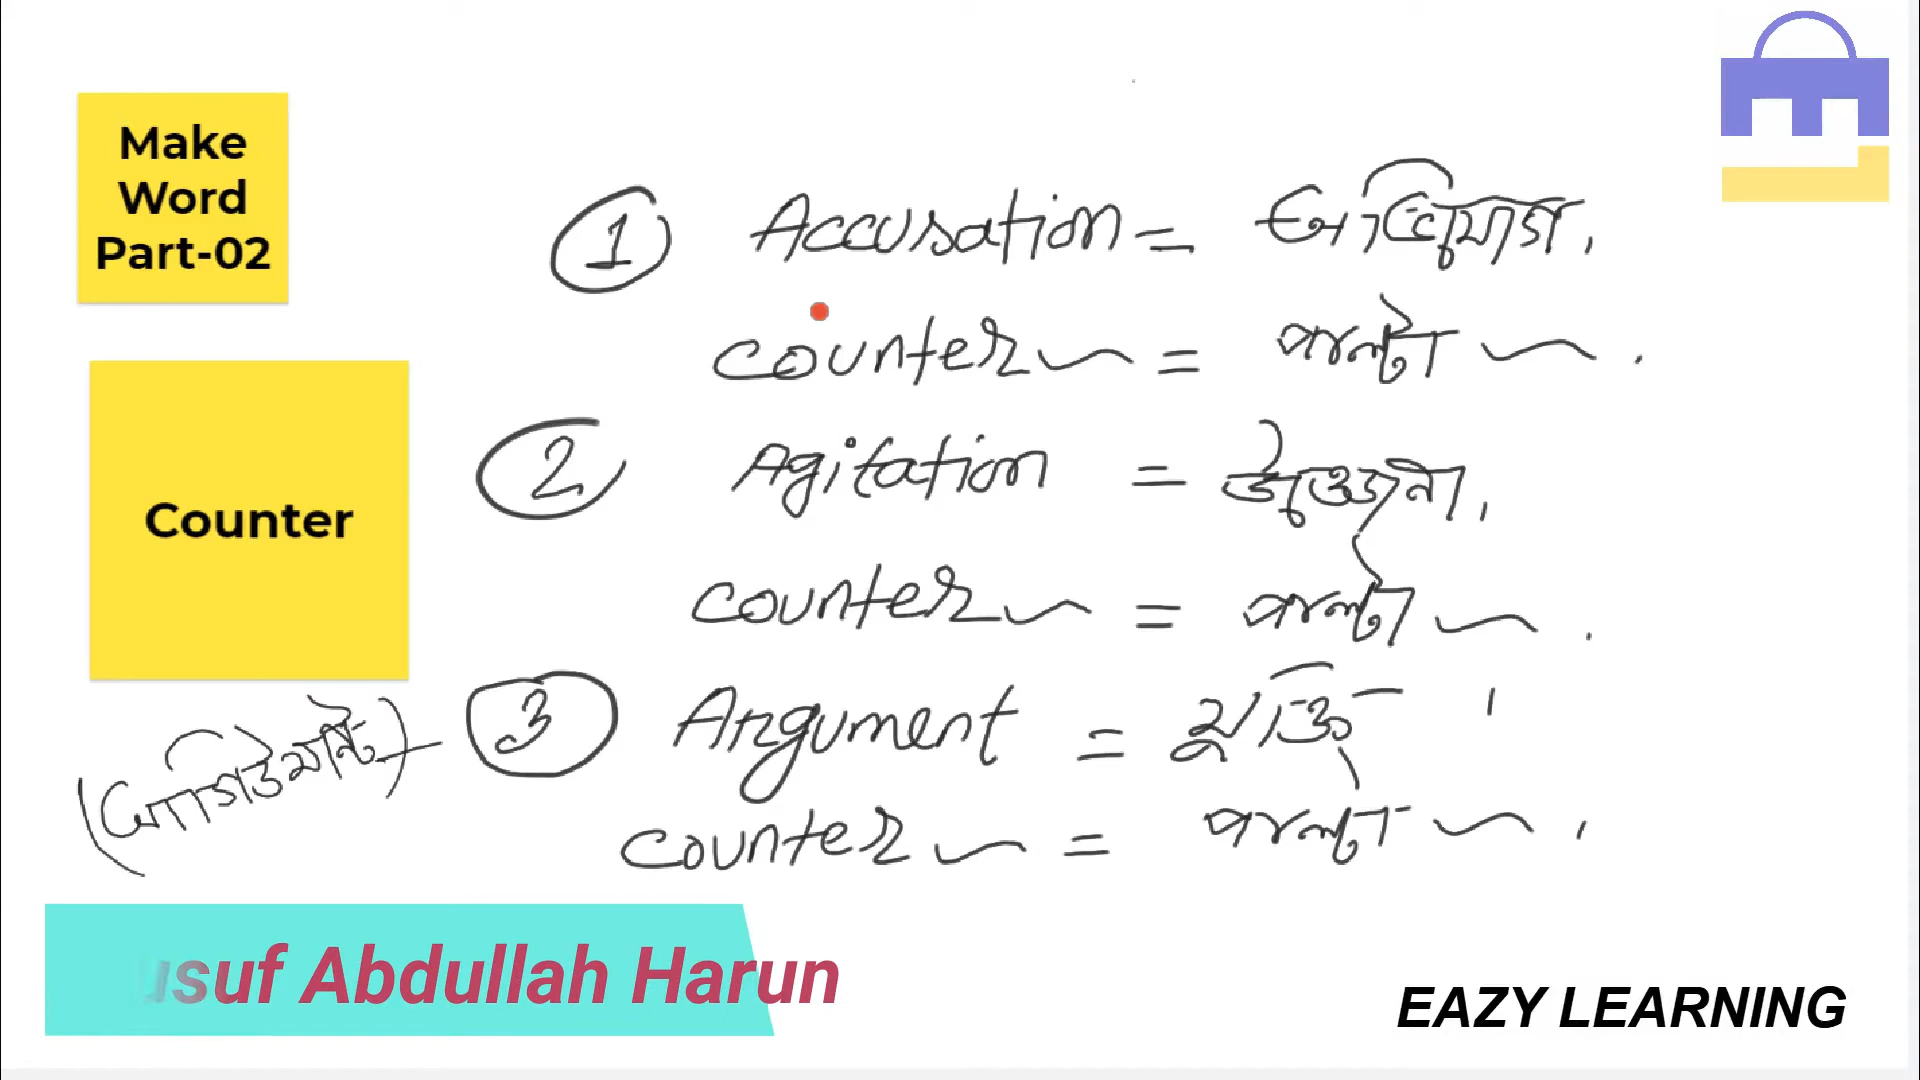 Make
Word
Part-02
Counter
1 Accusation = অভিযোগ.
counter ~ = পাল্টা ~ .
2 Agitation = উত্তেজনা,
counter ~ = পাল্টা ~ .
3 Argument = যুক্তি ,
counter ~ = পাল্টা ~ .
usuf Abdullah Harun
EAZY LEARNING